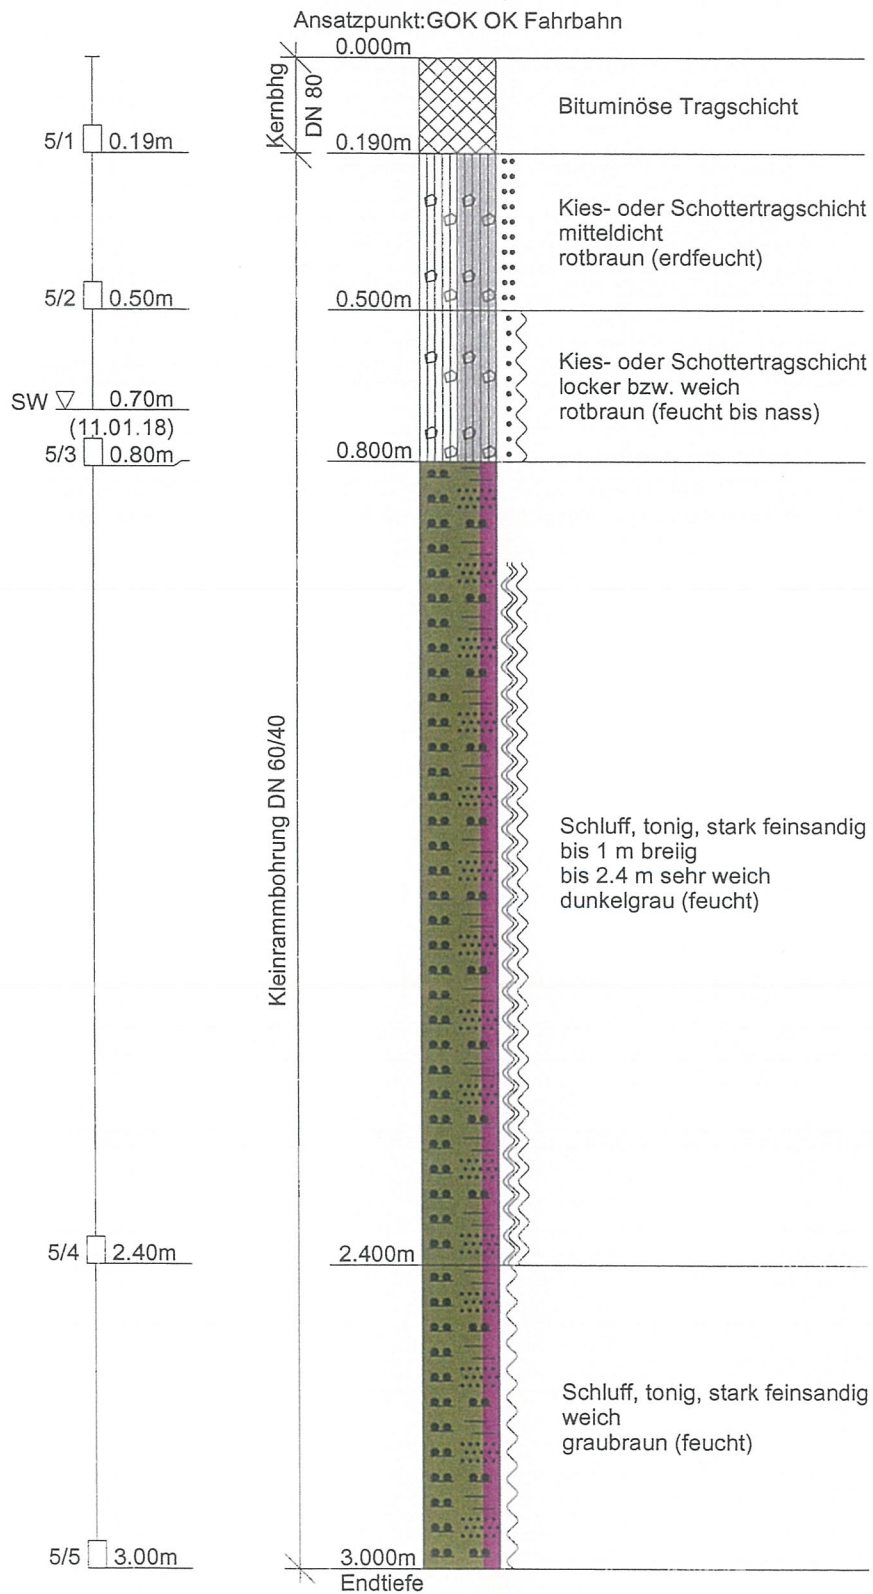 Ansatzpunkt:GOK OK Fahrbahn
0.000m
Kernbhg
DN 80
Bituminöse Tragschicht
5/1 0.19m
0.190m
Kies- oder Schottertragschicht
mitteldicht
rotbraun (erdfeucht)
5/2 0.50m
0.500m
Kies- oder Schottertragschicht
locker bzw. weich
rotbraun (feucht bis nass)
SW 0.70m
(11.01.18)
5/3 0.80m
0.800m
Kleinrammbohrung DN 60/40
Schluff, tonig, stark feinsandig
bis 1 m breiig
bis 2.4 m sehr weich
dunkelgrau (feucht)
5/4 2.40m
2.400m
Schluff, tonig, stark feinsandig
weich
graubraun (feucht)
5/5 3.00m
3.000m
Endtiefe